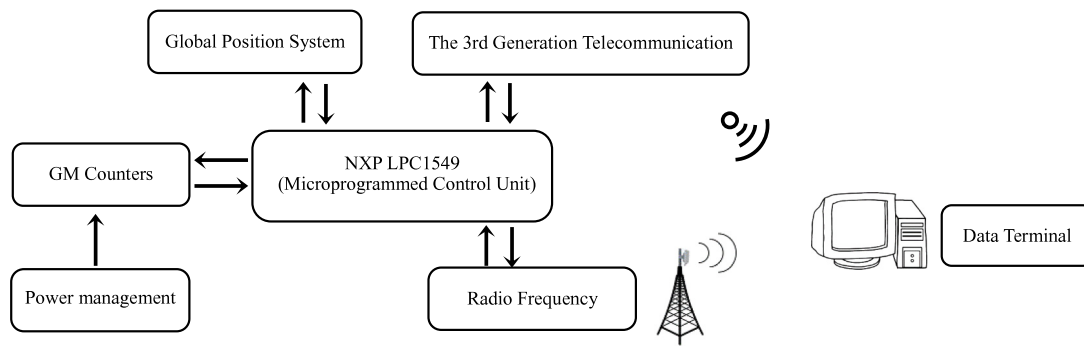 Global Position System
The 3rd Generation Telecommunication
NXP LPC1549
(Microprogrammed Control Unit)
GM Counters
Data Terminal
Power management
Radio Frequency